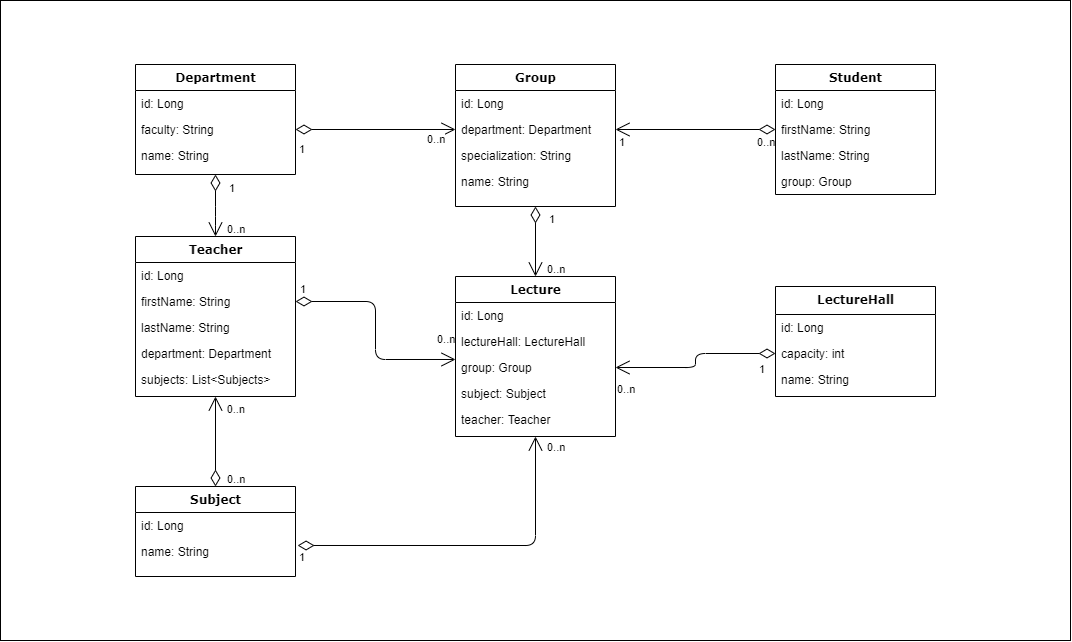 Department
id: Long
faculty: String
name: String
1
0..n
Group
id: Long
department: Department
specialization: String
name: String
1
0..n
Student
id: Long
firstName: String
lastName: String
group: Group
1
0..n
Teacher
id: Long
firstName: String
lastName: String
department: Department
subjects: List<Subjects>
1
0..n
1
0..n
Lecture
id: Long
lectureHall: LectureHall
group: Group
subject: Subject
teacher: Teacher
0..n
1
LectureHall
id: Long
capacity: int
name: String
0..n
0..n
Subject
id: Long
name: String
1
0..n